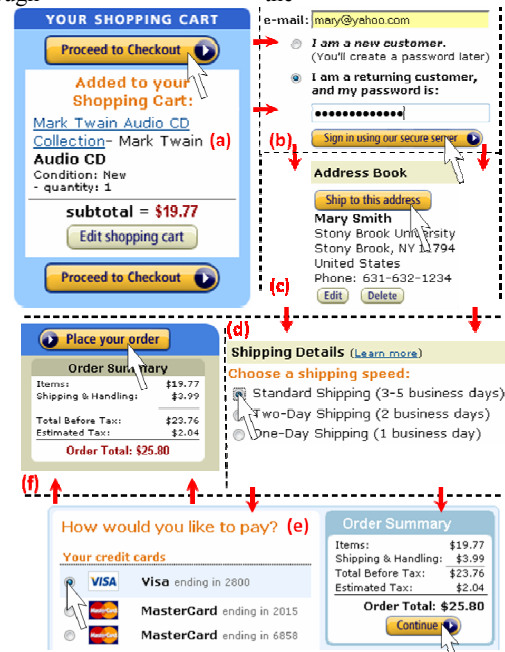 the
YOUR SHOPPING CART
Proceed to Checkout
Added to your
Shopping Cart:
Mark Twain Audio CD
Collection- Mark Twain (a)
Audio CD
Condition: New
- quantity: 1
subtotal = $19.77
Edit shopping cart
Proceed to Checkout
e-mail: mary@yahoo.com
I am a new customer.
(You'll create a password later)
I am a returning customer,
and my password is:
•••••••••••••
(b) Sign in using our secure server
Address Book
Ship to this address
Mary Smith
Stony Brook University
Stony Brook, NY 11794
United States
(c) Phone: 631-632-1234
Edit Delete
(d)
Shipping Details (Learn more)
Choose a shipping speed:
Standard Shipping (3-5 business days)
Two-Day Shipping (2 business days)
One-Day Shipping (1 business day)
How would you like to pay? (e)
Your credit cards
VISA Visa ending in 2800
MasterCard MasterCard ending in 2015
MasterCard MasterCard ending in 6858
Order Summary
Items: $19.77
Shipping & Handling: $3.99
Total Before Tax: $23.76
Estimated Tax: $2.04
Order Total: $25.80
Continue
Place your order
Order Summary
Items: $19.77
Shipping & Handling: $3.99
Total Before Tax: $23.76
Estimated Tax: $2.04
Order Total: $25.80
(f)